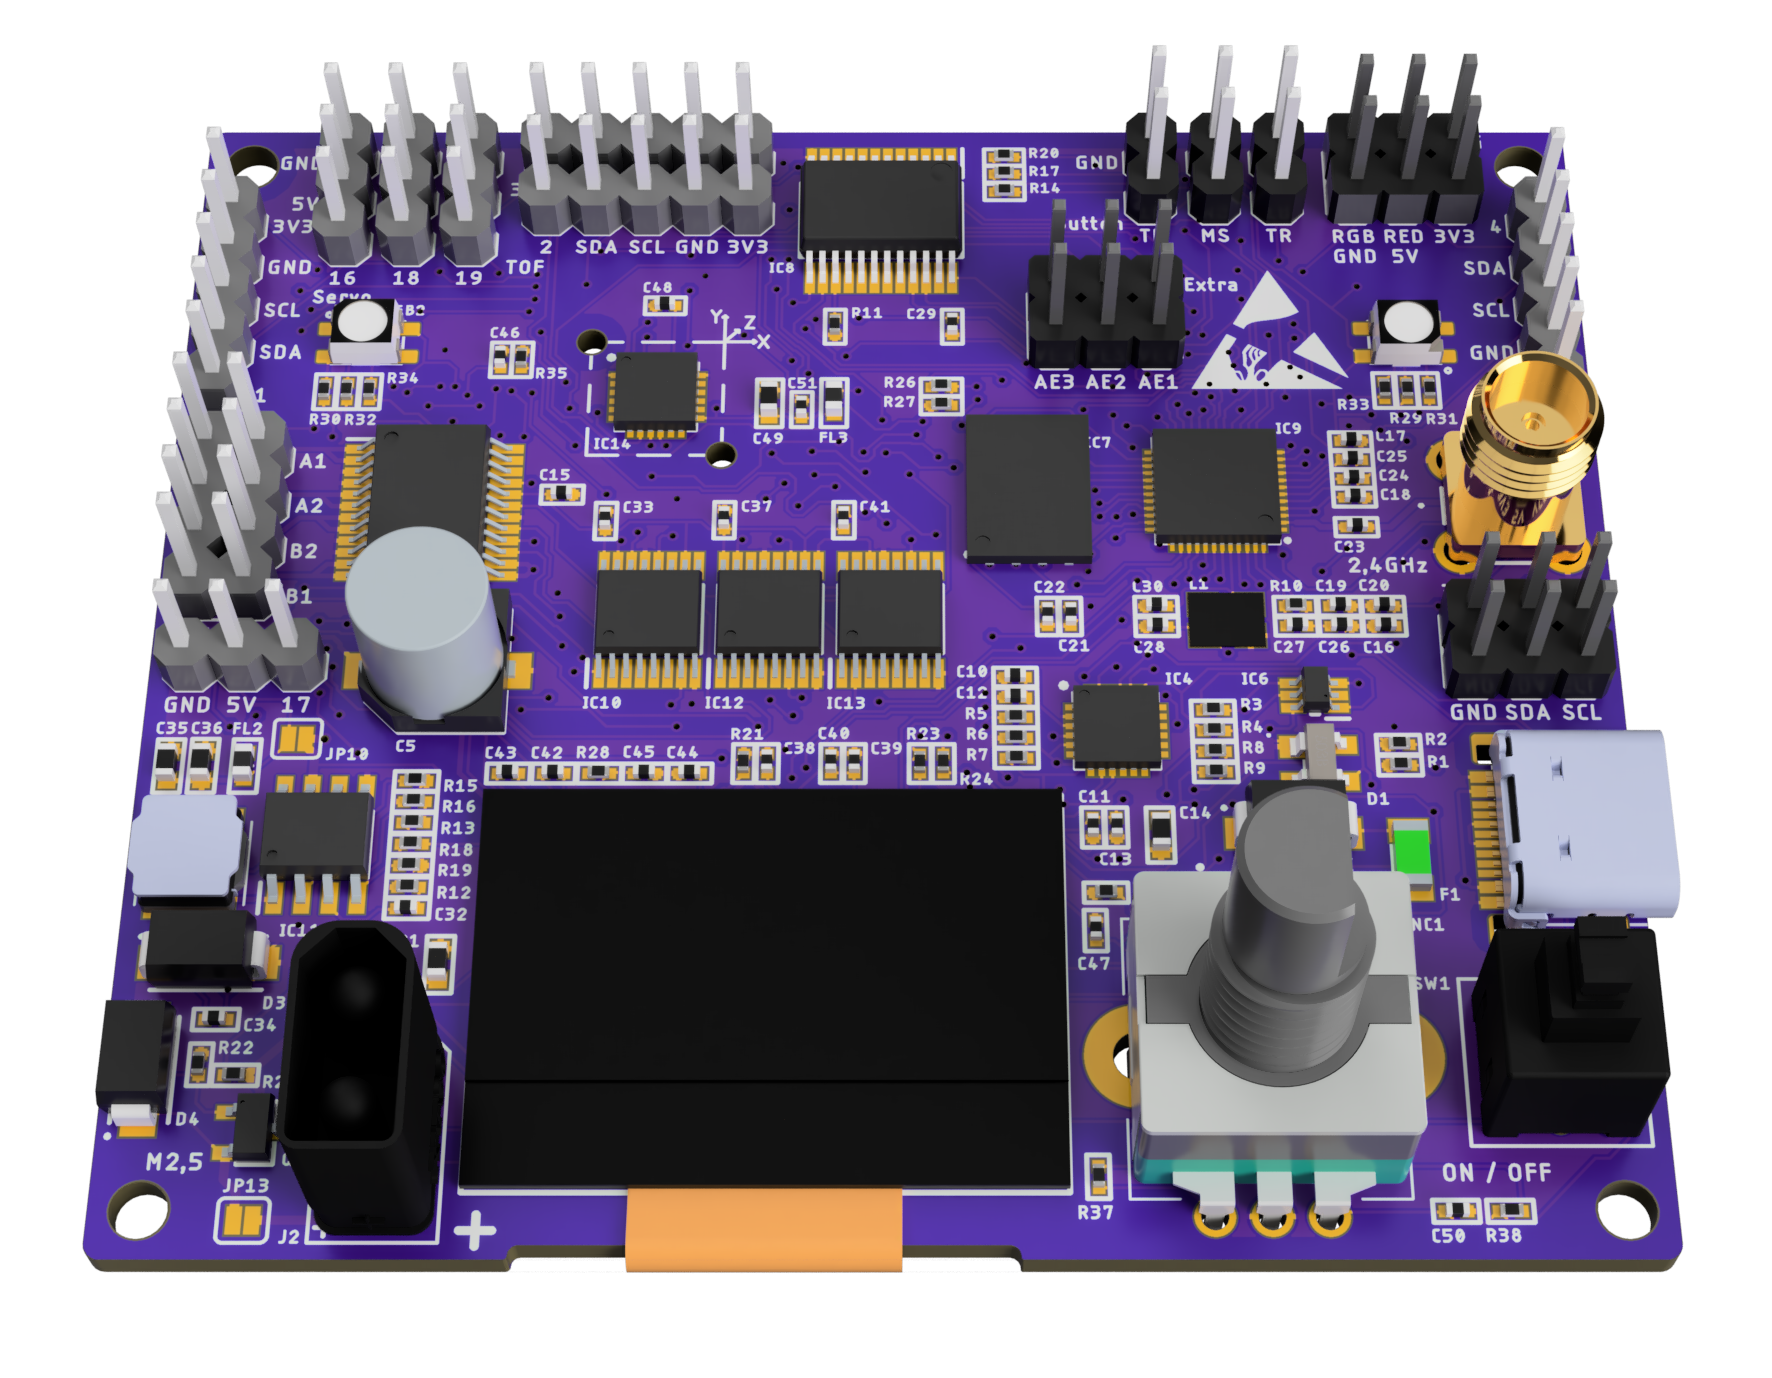 GND
5V
3V3
GND
SCL
SDA
16 18 19
Servo
TOF
2 SDA SCL GND 3V3
IC8
R20
R17
R14
GND
MS TR
RGB RED 3V3
GND 5V
4
SDA
SCL
GND
Extra
AE3 AE2 AE1
C48
Y
Z
X
R11
C29
C46
R35
R34
R30
R32
IC14
C49
C51
FL3
R26
R27
IC7
IC9
R33
R29
R31
C17
C25
C24
C18
C23
2,4GHz
A1
A2
B2
B1
GND 5V 17
C15
C33
C37
C41
C22
C21
C30
C28
L1
R10 C19 C20
C27 C26 C16
IC10
IC12
IC13
C10
C12
R5
R6
R7
IC4
IC6
R3
R4
R8
R9
R2
R1
D1
GND SDA SCL
C35 C36 FL2
JP10
C5
C43 C42 R28 C45 C44
R21
C38
C40
C39
R23
R24
R15
R16
R13
R18
R19
R12
C32
C11
C13
C14
F1
C47
SW1
D3
C34
R22
D4
M2,5
JP13
J2
+
R37
ON / OFF
C50 R38